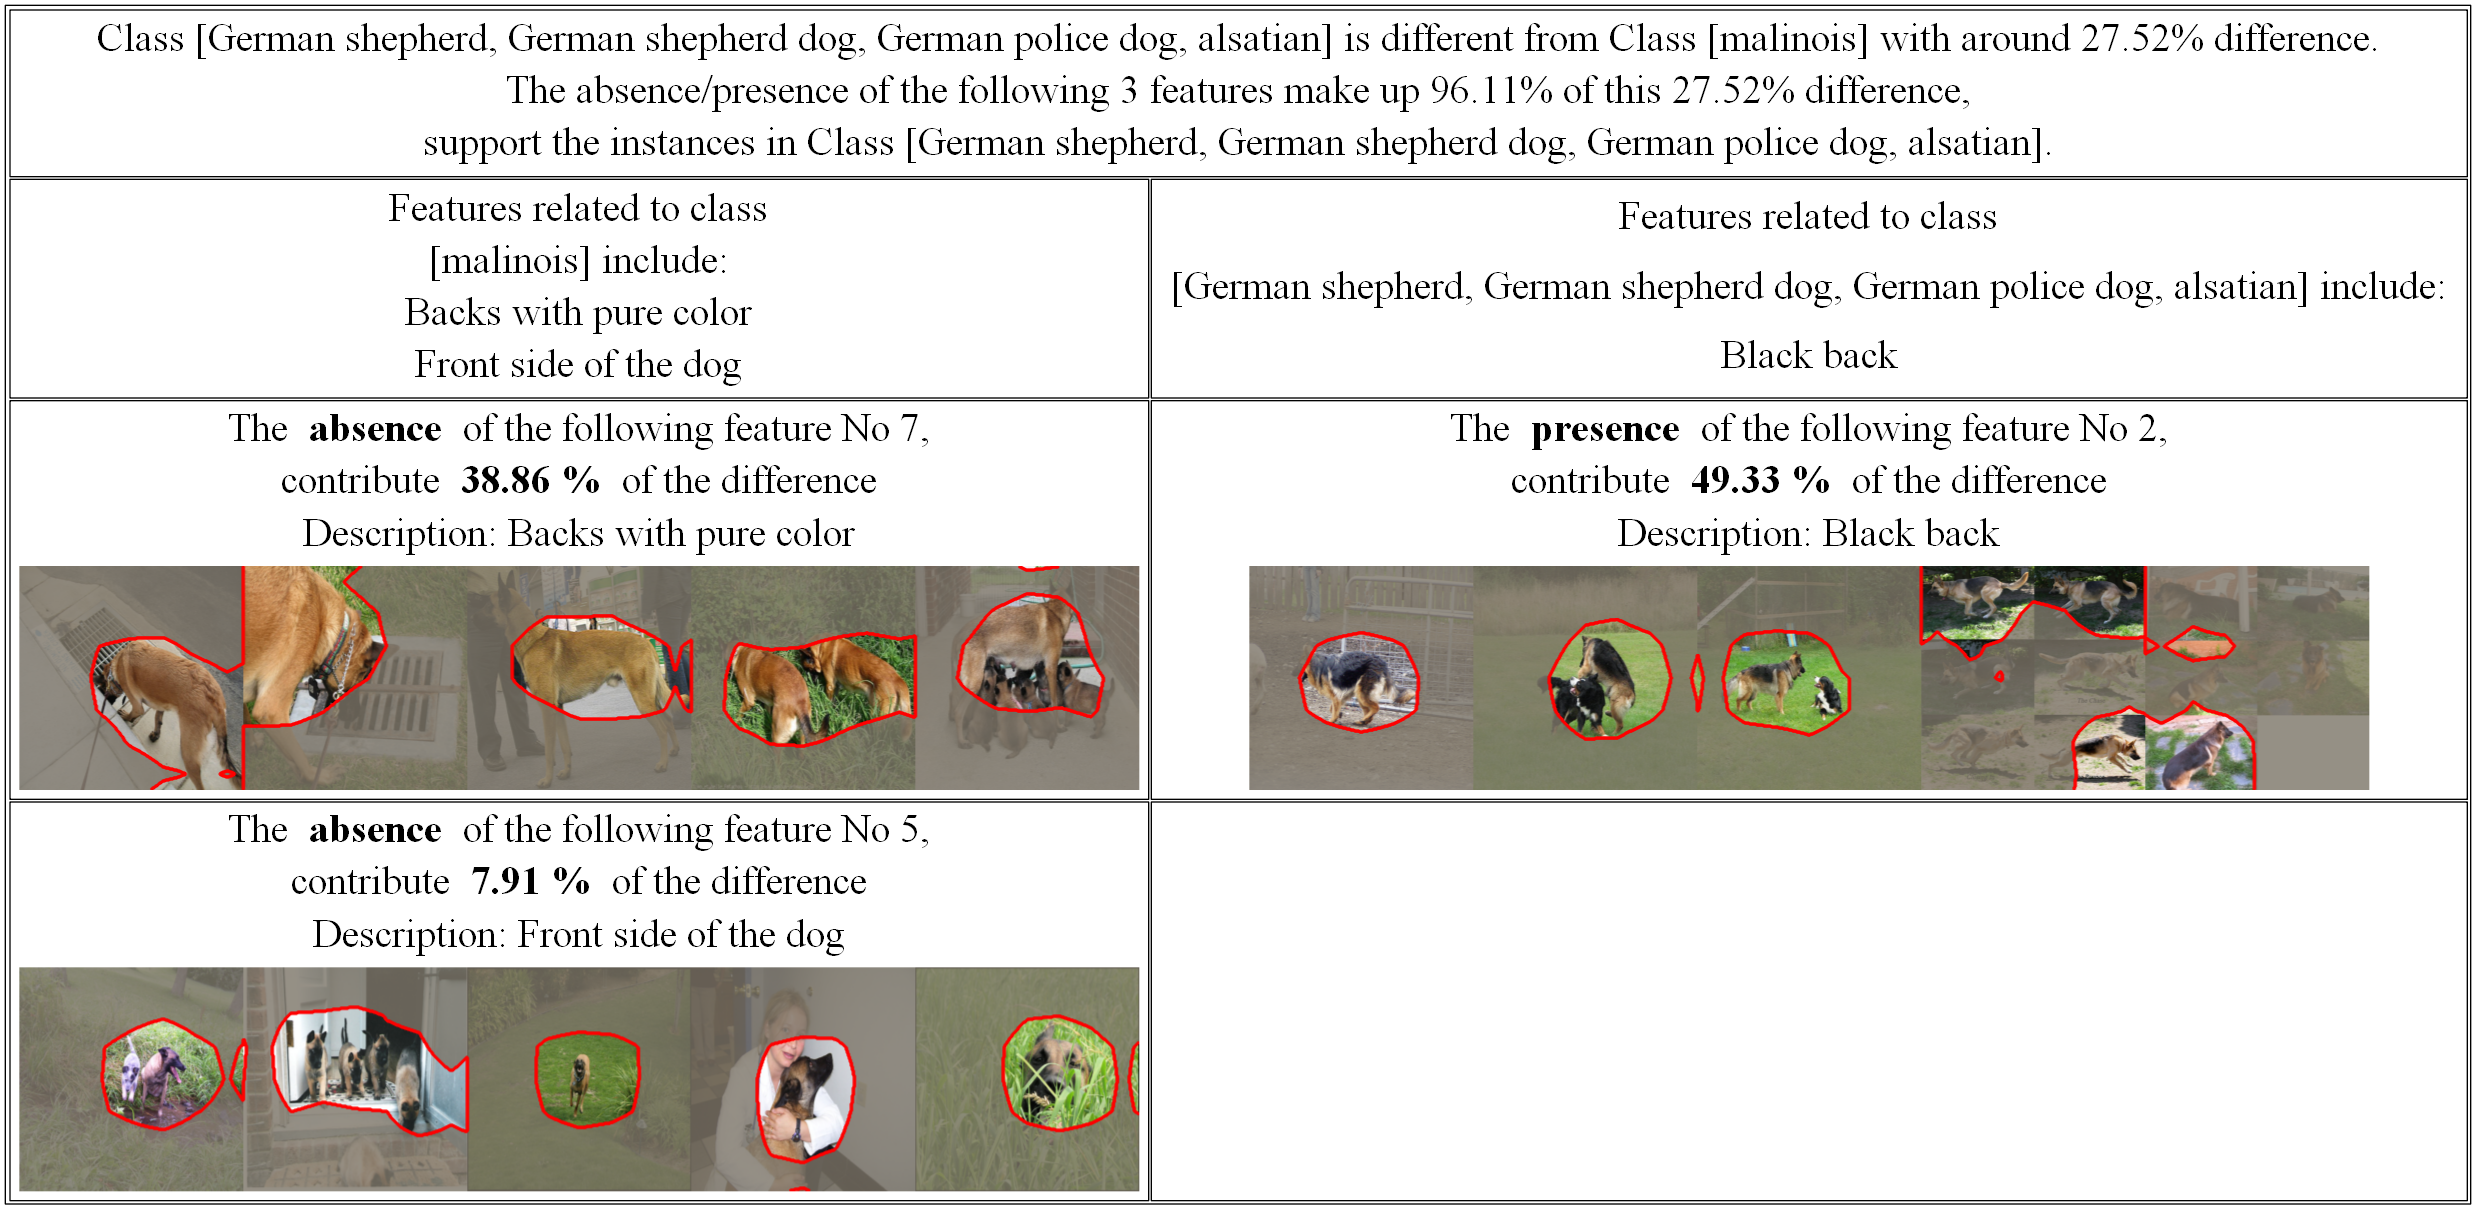 Class [German shepherd, German shepherd dog, German police dog, alsatian] is different from Class [malinois] with around 27.52% difference.
The absence/presence of the following 3 features make up 96.11% of this 27.52% difference,
support the instances in Class [German shepherd, German shepherd dog, German police dog, alsatian].
Features related to class
[malinois] include:
Backs with pure color
Front side of the dog
Features related to class
[German shepherd, German shepherd dog, German police dog, alsatian] include:
Black back
The absence of the following feature No 7,
contribute 38.86 % of the difference
Description: Backs with pure color
The presence of the following feature No 2,
contribute 49.33 % of the difference
Description: Black back
The absence of the following feature No 5,
contribute 7.91 % of the difference
Description: Front side of the dog